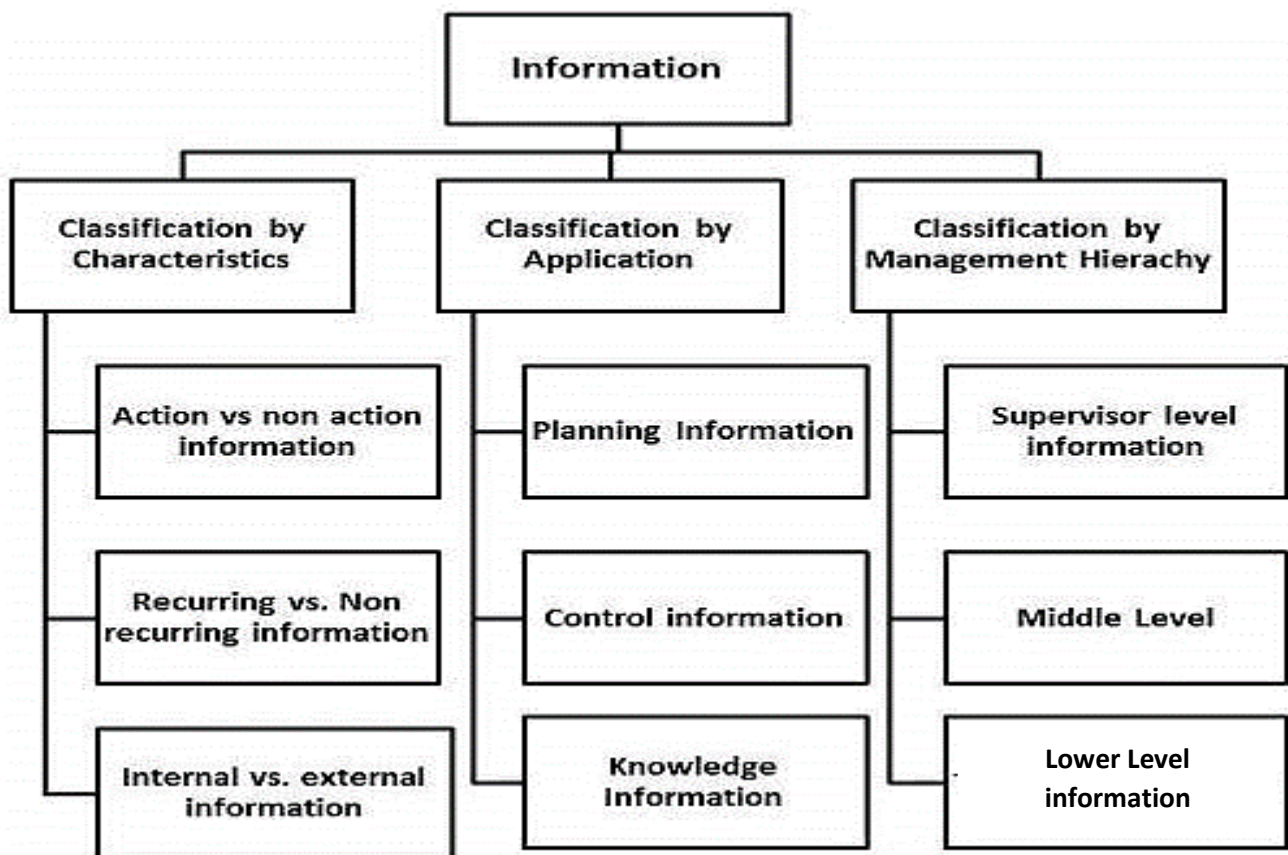 Information
Classification by
Characteristics
Classification by
Application
Classification by
Management Hierachy
Action vs non action
information
Planning Information
Supervisor level
information
Recurring vs. Non
recurring information
Control information
Middle Level
Internal vs. external
information
Knowledge
Information
Lower Level
information